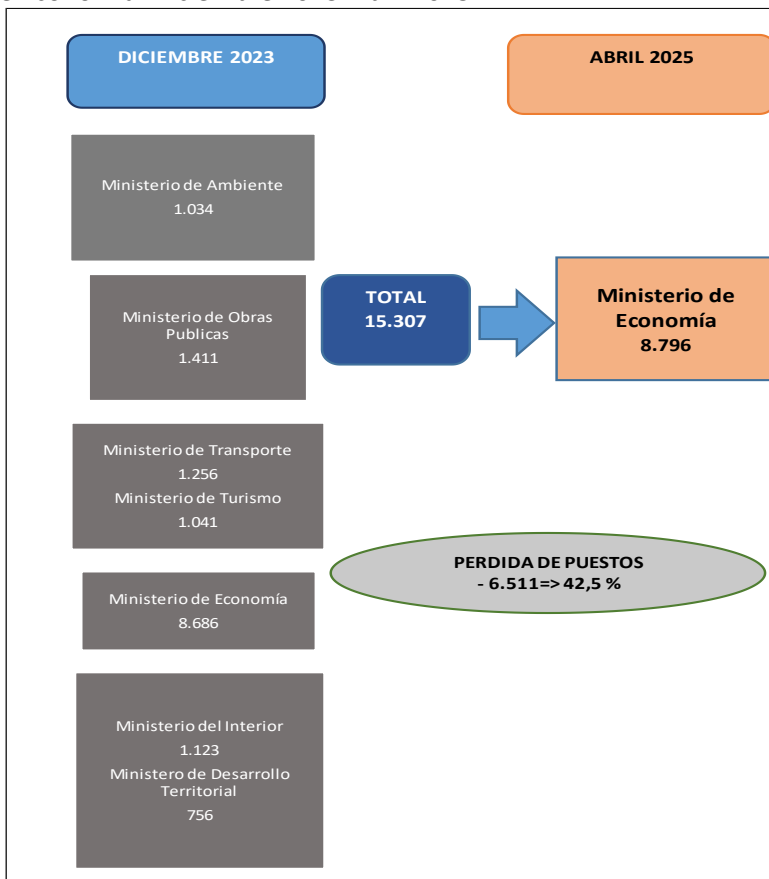 DICIEMBRE 2023
ABRIL 2025
Ministerio de Ambiente
1.034
Ministerio de Obras
Publicas
1.411
TOTAL
15.307
Ministerio de
Economía
8.796
Ministerio de Transporte
1.256
Ministerio de Turismo
1.041
PERDIDA DE PUESTOS
- 6.511=> 42,5 %
Ministerio de Economía
8.686
Ministerio del Interior
1.123
Ministero de Desarrollo
Territorial
756